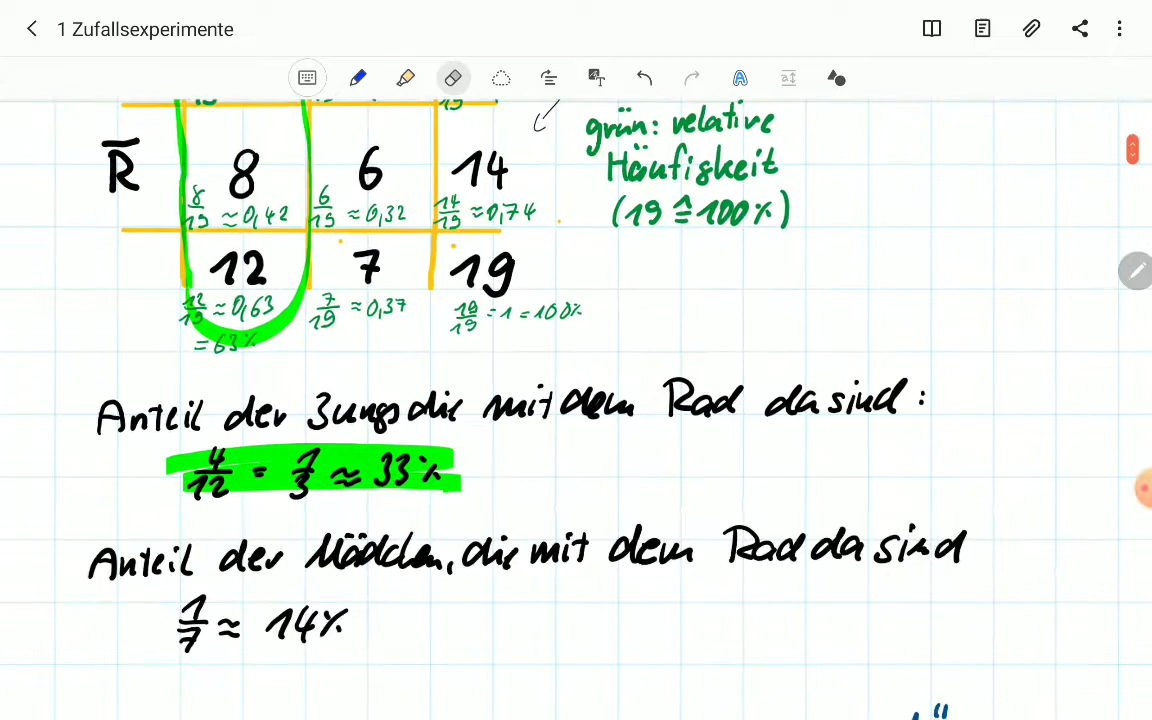 1 Zufallsexperimente
R̅ 8 6 14
8/19 ≈ 0,42 6/19 ≈ 0,32 14/19 ≈ 0,74
grün: relative
Häufigkeit
(19 ≙ 100%)
12 7 19
12/19 ≈ 0,63 7/19 ≈ 0,37 19/19 = 1 = 100%
= 63%
Anteil der Jungs die mit dem Rad da sind:
4/12 = 1/3 ≈ 33%
Anteil der Mädchen, die mit dem Rad da sind
1/7 ≈ 14%